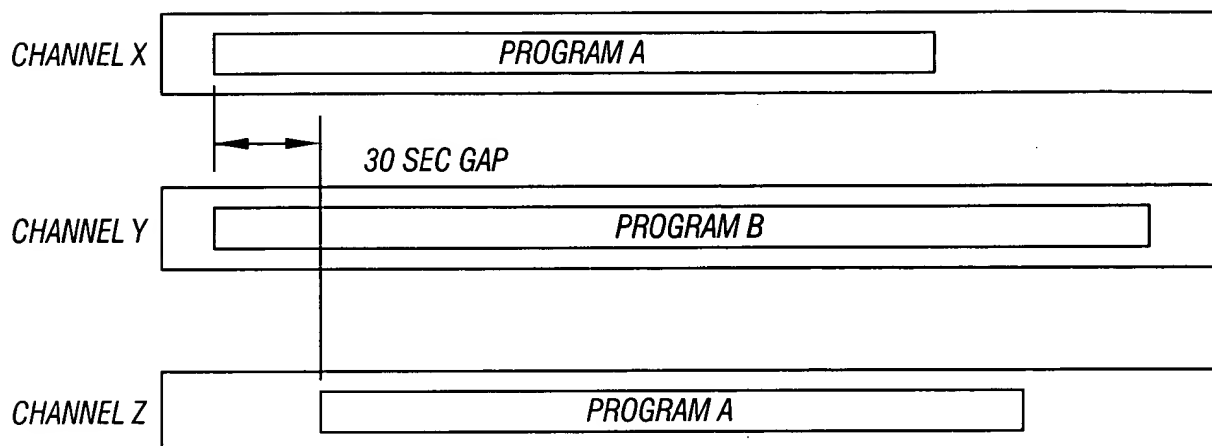 CHANNEL X
PROGRAM A
30 SEC GAP
CHANNEL Y
PROGRAM B
CHANNEL Z
PROGRAM A